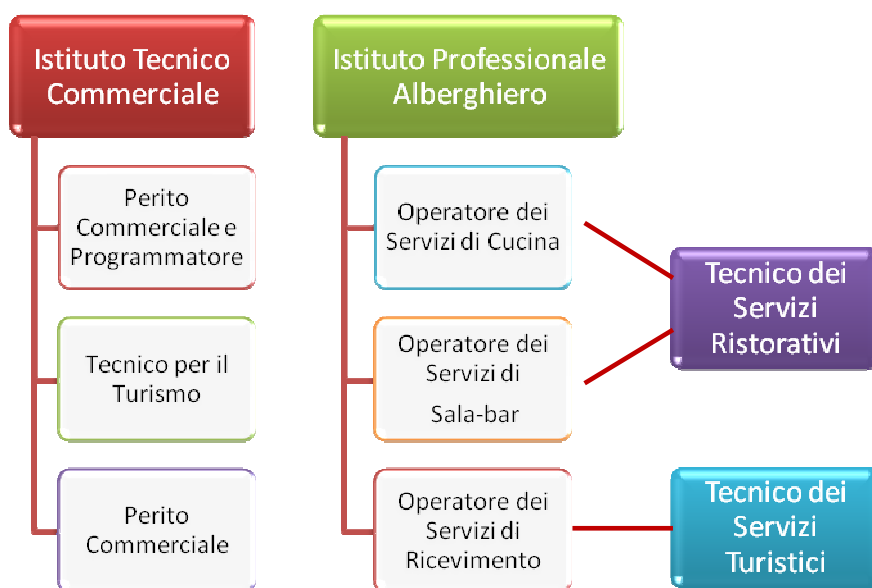 Istituto Tecnico
Commerciale
Perito
Commerciale e
Programmatore
Tecnico per il
Turismo
Perito
Commerciale
Istituto Professionale
Alberghiero
Operatore dei
Servizi di Cucina
Operatore dei
Servizi di
Sala-bar
Operatore dei
Servizi di
Ricevimento
Tecnico dei
Servizi
Ristorativi
Tecnico dei
Servizi
Turistici